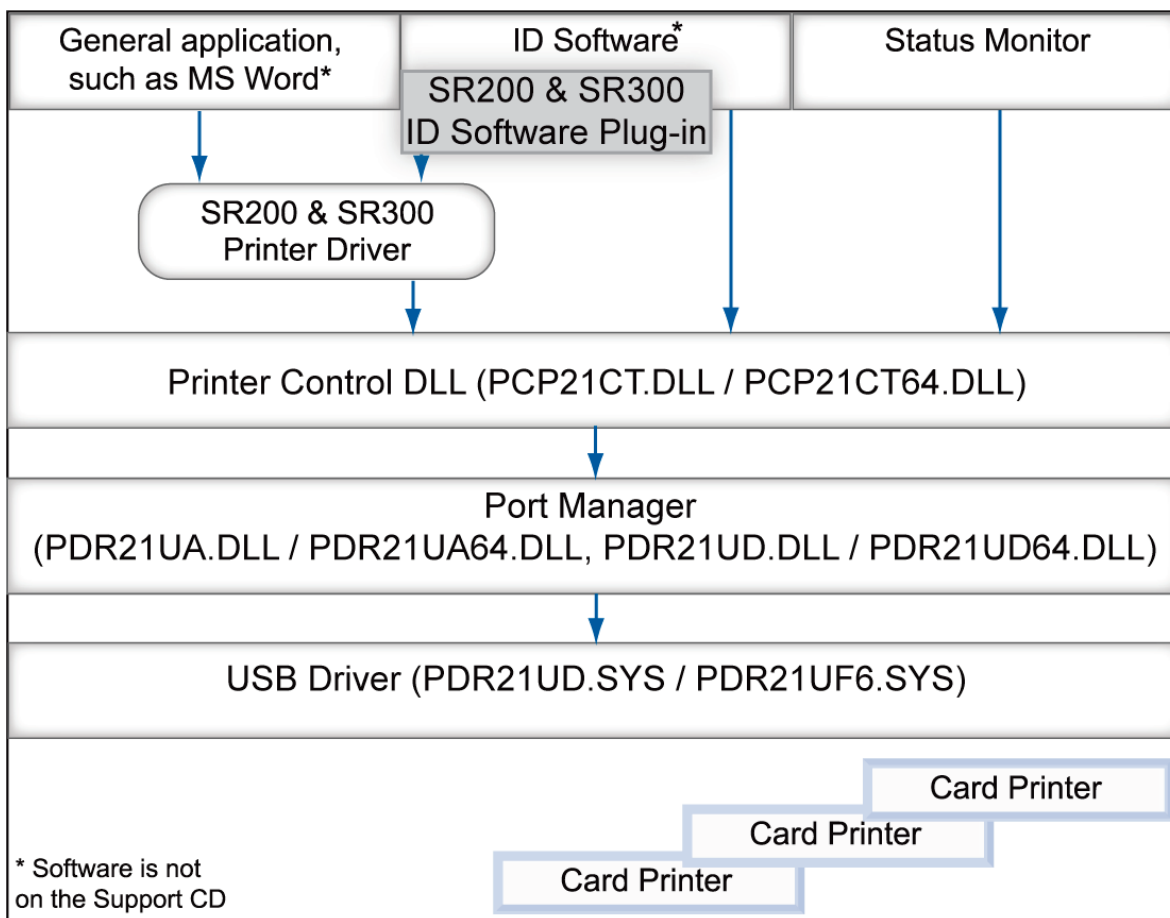 General application,
such as MS Word*
ID Software*
Status Monitor
SR200 & SR300
ID Software Plug-in
SR200 & SR300
Printer Driver
Printer Control DLL (PCP21CT.DLL / PCP21CT64.DLL)
Port Manager
(PDR21UA.DLL / PDR21UA64.DLL, PDR21UD.DLL / PDR21UD64.DLL)
USB Driver (PDR21UD.SYS / PDR21UF6.SYS)
Card Printer
Card Printer
Card Printer
* Software is not
on the Support CD